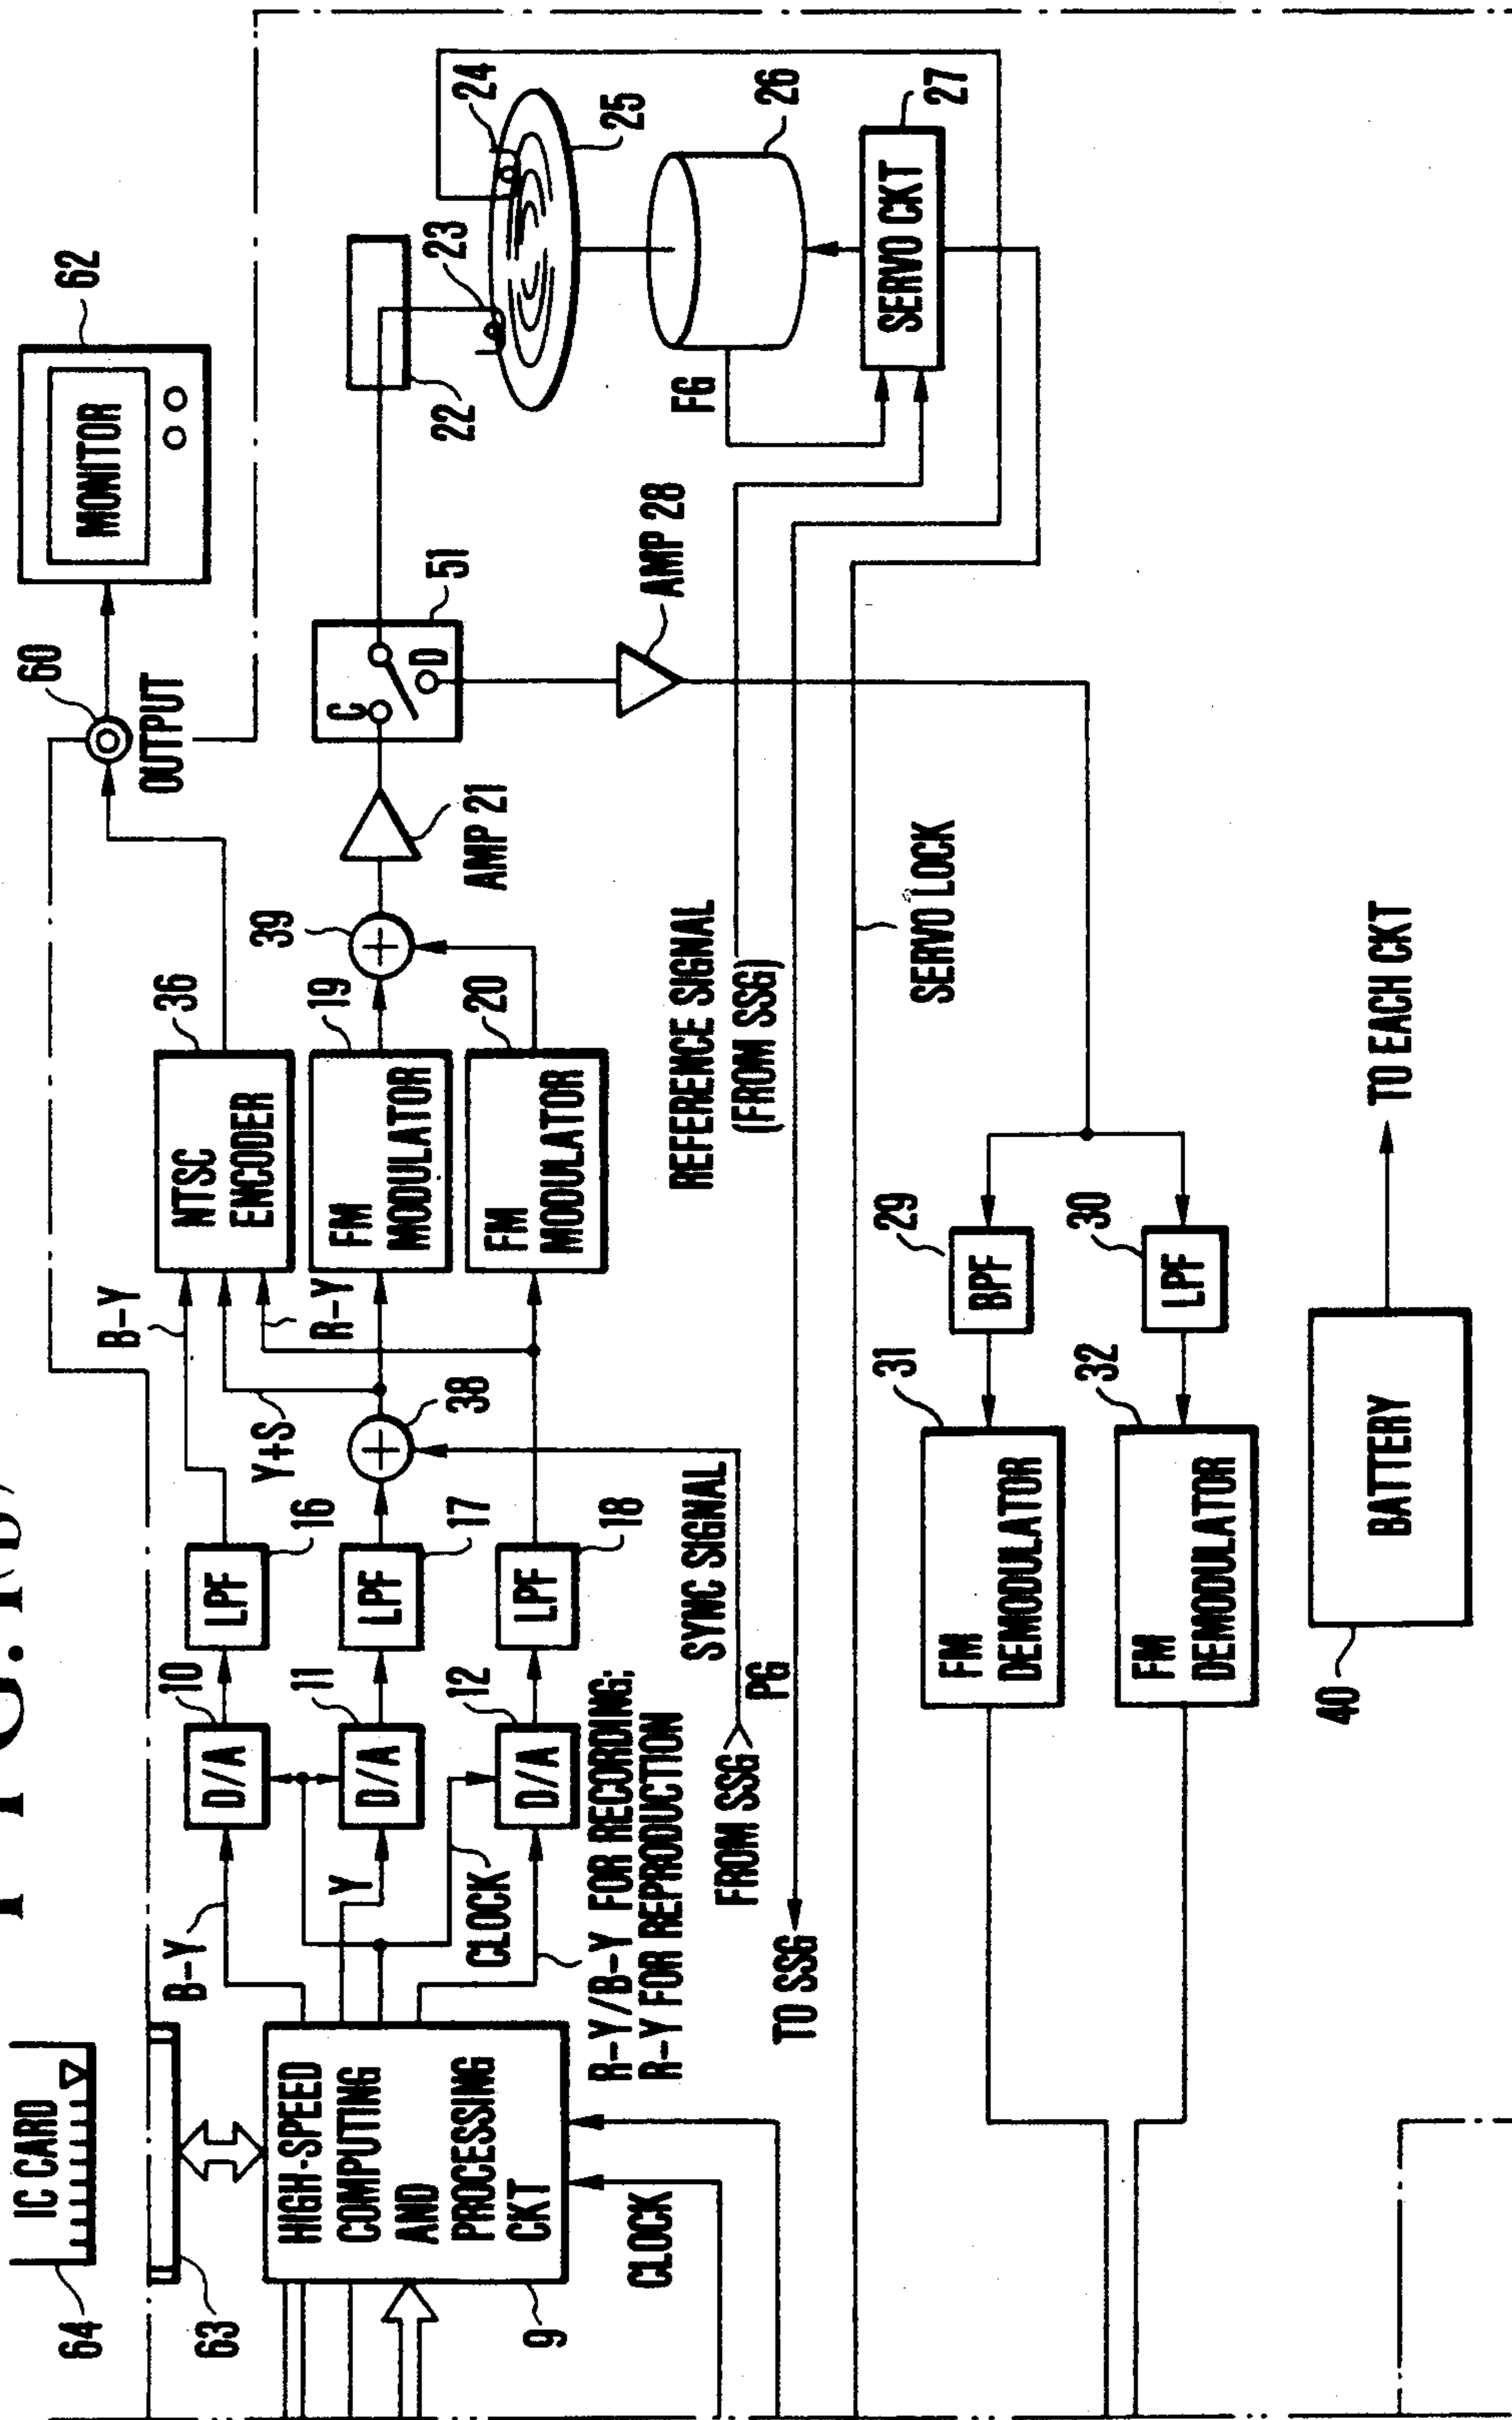 FIG.1(B)
IC CARD
64
63
HIGH-SPEED
COMPUTING
AND
PROCESSING
CKT
9
CLOCK
B-Y
Y
CLOCK
R-Y/B-Y FOR RECORDING;
R-Y FOR REPRODUCTION
D/A
10
D/A
11
D/A
12
LPF
16
LPF
17
LPF
18
B-Y
Y+S
R-Y
38
SYNC SIGNAL
FROM SSG
PG
TO SSG
NTSC
ENCODER
36
FM
MODULATOR
19
FM
MODULATOR
20
39
AMP 21
OUTPUT
60
MONITOR
62
C
D
51
AMP 28
22
23
24
25
26
FG
SERVO CKT
27
REFERENCE SIGNAL
(FROM SSG)
SERVO LOCK
BPF
29
LPF
30
FM
DEMODULATOR
31
FM
DEMODULATOR
32
BATTERY
40
TO EACH CKT